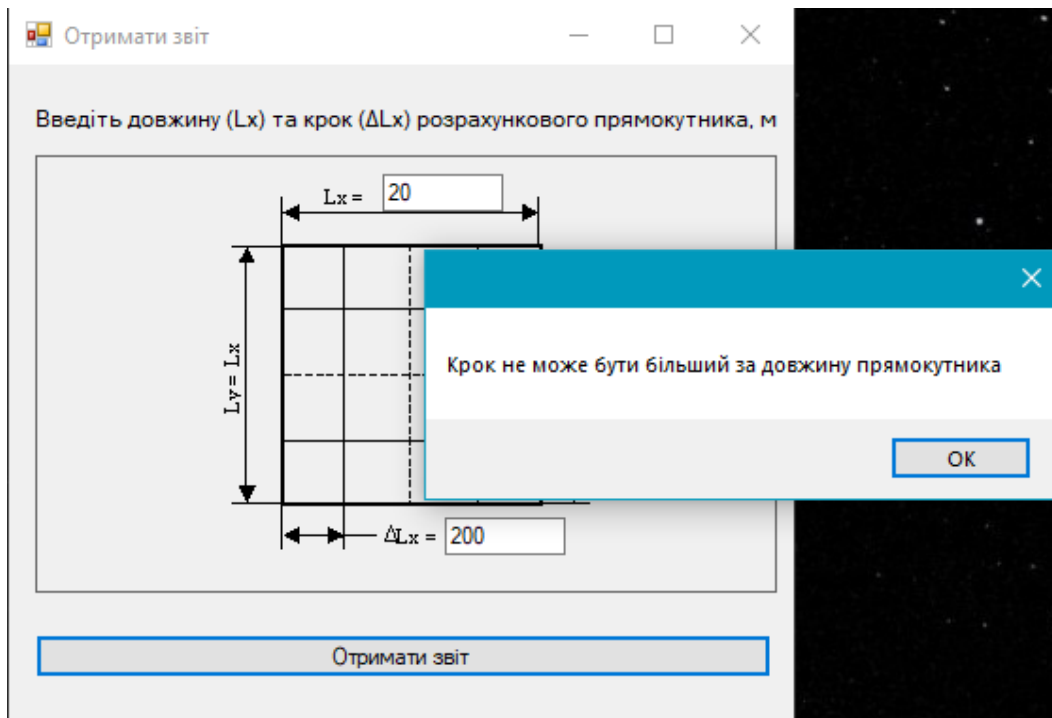 Отримати звіт
Введіть довжину (Lx) та крок (ΔLx) розрахункового прямокутника, м
Lx = 20
Ly = Lx
Крок не може бути більший за довжину прямокутника
OK
ΔLx = 200
Отримати звіт